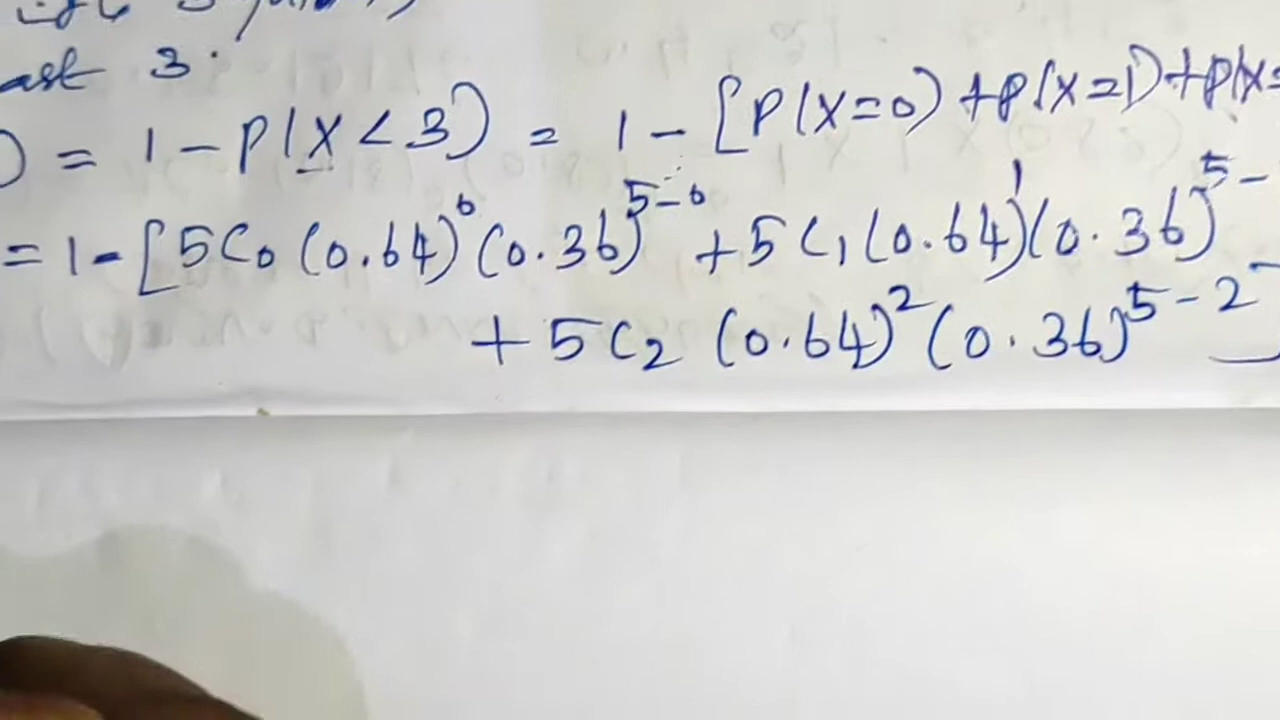 ast 3.
) = 1 - P(X < 3) = 1 - [P(X=0) + P(X=1) + P(X=
= 1 - [5C₀ (0.64)⁰ (0.36)⁵⁻⁰ + 5C₁ (0.64)¹ (0.36)⁵⁻
+ 5C₂ (0.64)² (0.36)⁵⁻² ]